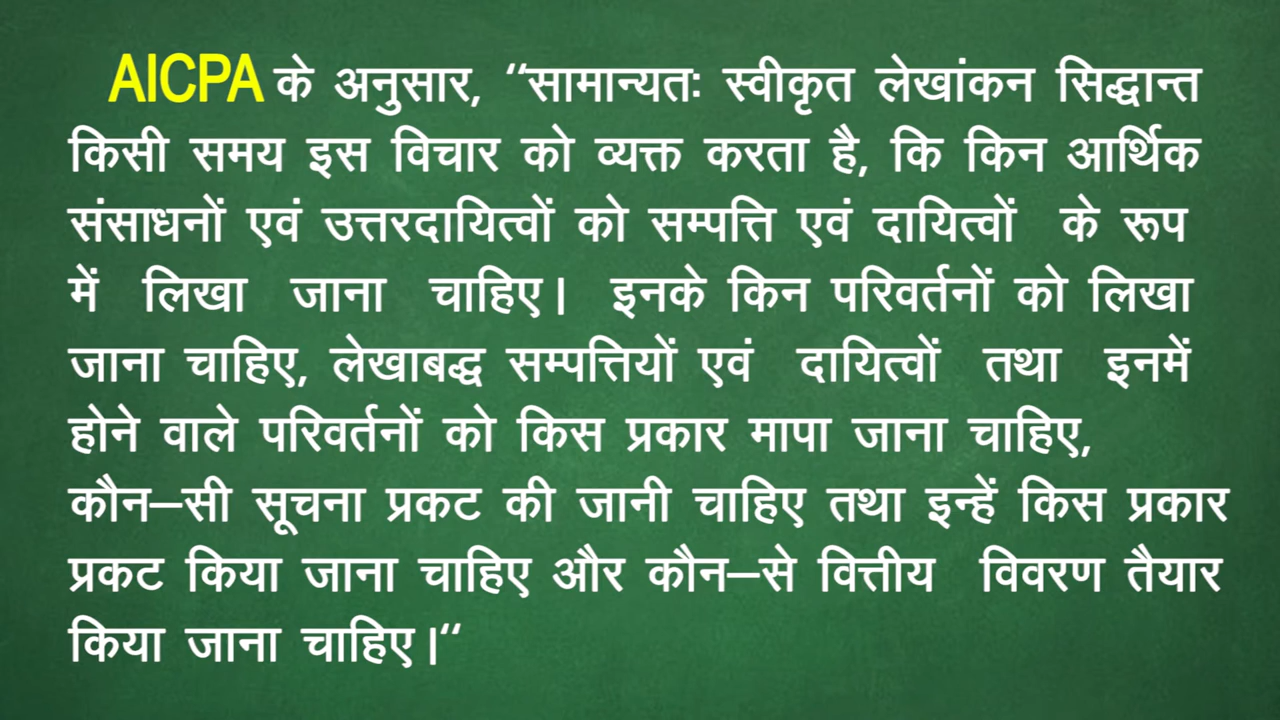 AICPA के अनुसार, “सामान्यतः स्वीकृत लेखांकन सिद्धान्त
किसी समय इस विचार को व्यक्त करता है, कि किन आर्थिक
संसाधनों एवं उत्तरदायित्वों को सम्पत्ति एवं दायित्वों के रूप
में लिखा जाना चाहिए। इनके किन परिवर्तनों को लिखा
जाना चाहिए, लेखाबद्ध सम्पत्तियों एवं दायित्वों तथा इनमें
होने वाले परिवर्तनों को किस प्रकार मापा जाना चाहिए,
कौन–सी सूचना प्रकट की जानी चाहिए तथा इन्हें किस प्रकार
प्रकट किया जाना चाहिए और कौन–से वित्तीय विवरण तैयार
किया जाना चाहिए।“